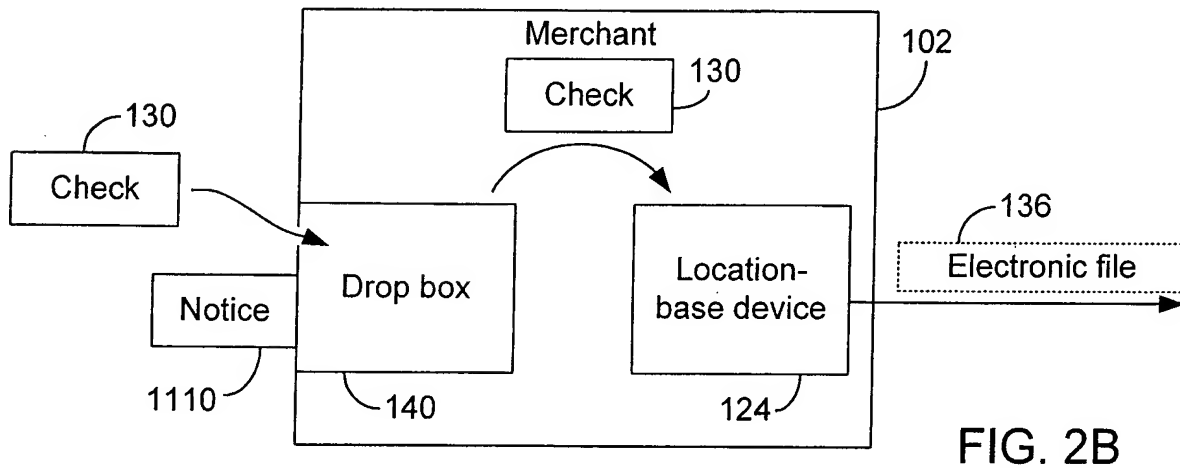 Merchant
102
Check
130
130
Check
136
Electronic file
Drop box
Location-
base device
Notice
1110
140
124
FIG. 2B